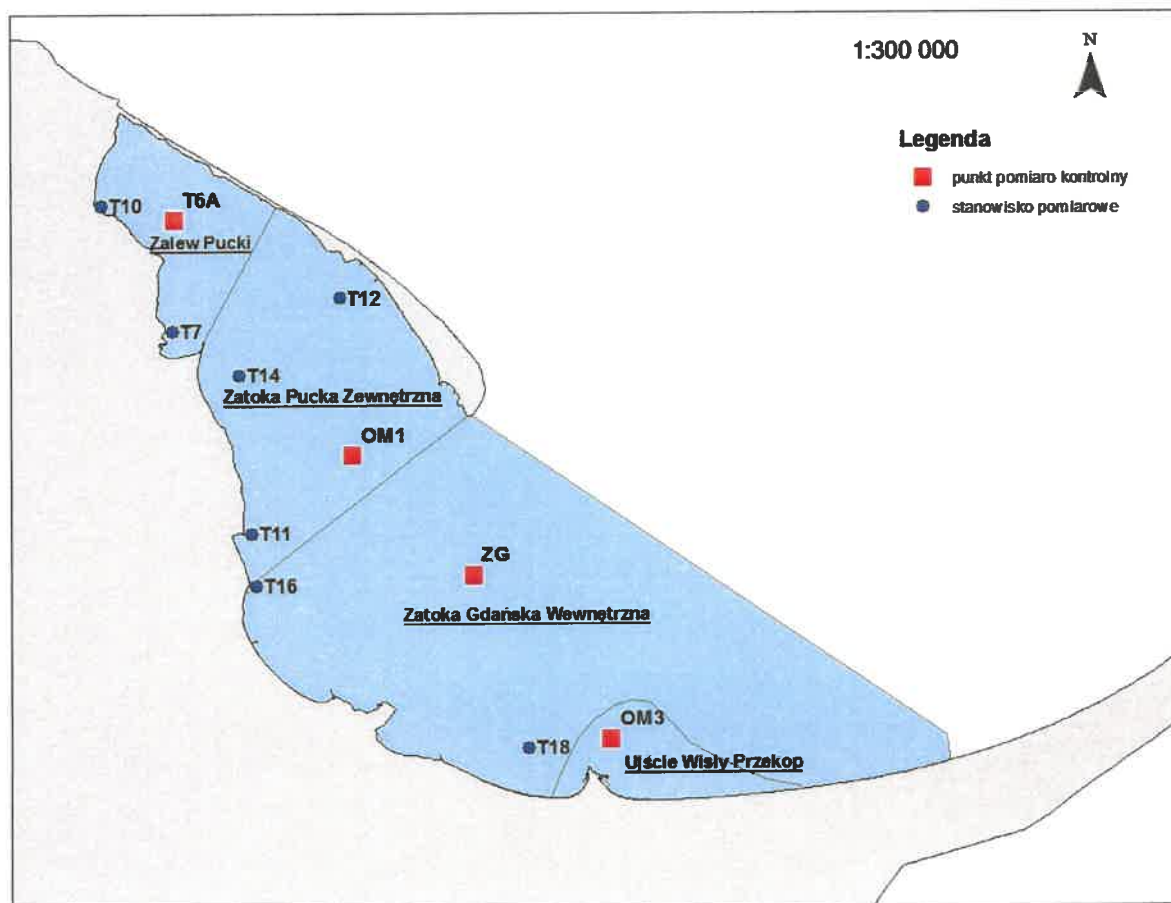 1:300 000
N
Legenda
punkt pomiaro kontrolny
stanowisko pomiarowe
T10
T6A
Zalew Pucki
T12
T7
T14
Zatoka Pucka Zewnętrzna
OM1
T11
T16
ZG
Zatoka Gdańska Wewnętrzna
OM3
T18
Ujście Wisły-Przekop